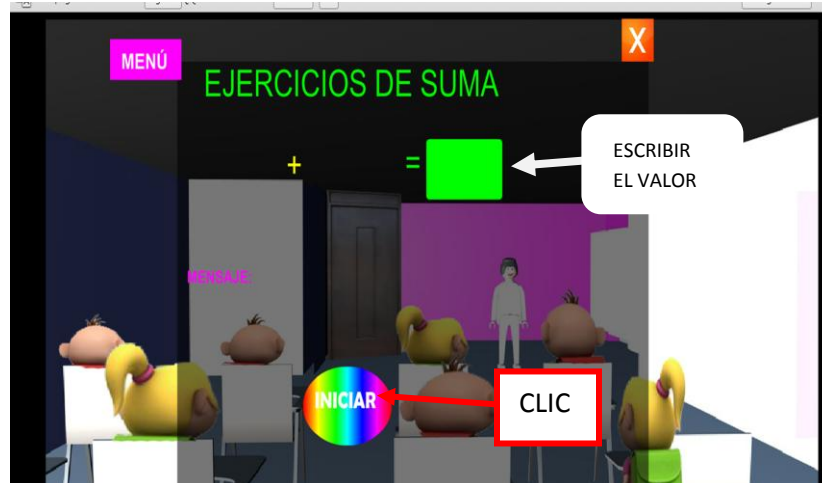 X
MENÚ
EJERCICIOS DE SUMA
+ =
ESCRIBIR
EL VALOR
MENSAJE:
INICIAR
CLIC